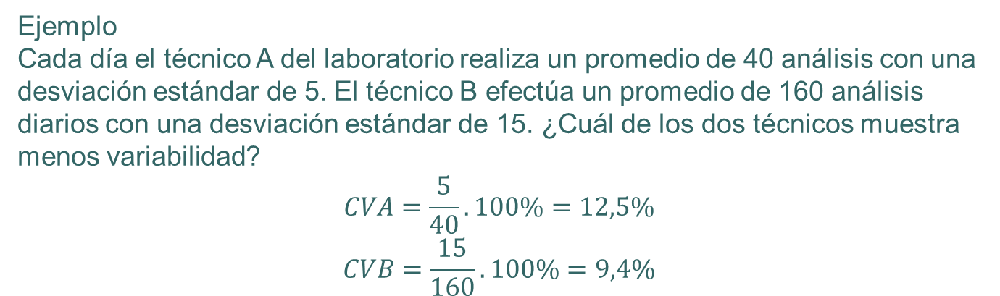 Ejemplo
Cada día el técnico A del laboratorio realiza un promedio de 40 análisis con una
desviación estándar de 5. El técnico B efectúa un promedio de 160 análisis
diarios con una desviación estándar de 15. ¿Cuál de los dos técnicos muestra
menos variabilidad?
CVA = 5/40 . 100% = 12,5%
CVB = 15/160 . 100% = 9,4%